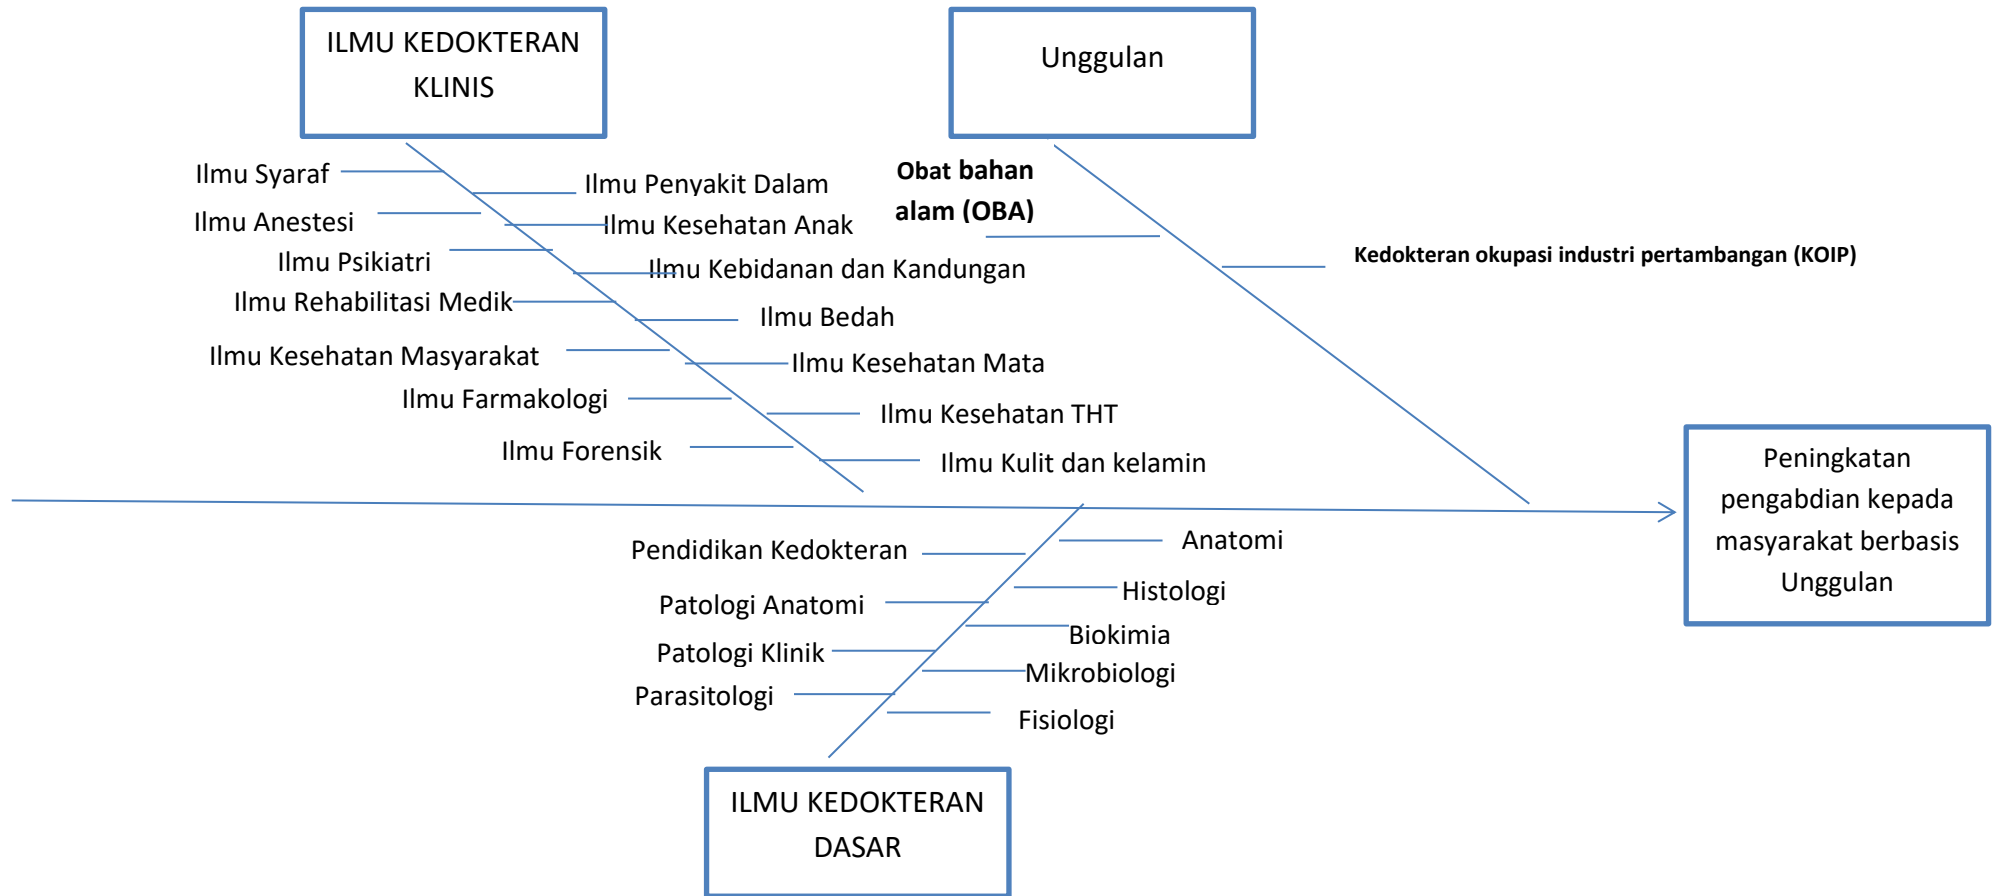 ILMU KEDOKTERAN
KLINIS
Unggulan
Ilmu Syaraf
Ilmu Penyakit Dalam
Ilmu Anestesi
Ilmu Kesehatan Anak
Ilmu Psikiatri
Ilmu Kebidanan dan Kandungan
Ilmu Rehabilitasi Medik
Ilmu Bedah
Ilmu Kesehatan Masyarakat
Ilmu Kesehatan Mata
Ilmu Farmakologi
Ilmu Kesehatan THT
Ilmu Forensik
Ilmu Kulit dan kelamin
Obat bahan
alam (OBA)
Kedokteran okupasi industri pertambangan (KOIP)
Peningkatan
pengabdian kepada
masyarakat berbasis
Unggulan
Pendidikan Kedokteran
Anatomi
Patologi Anatomi
Histologi
Patologi Klinik
Biokimia
Parasitologi
Mikrobiologi
Fisiologi
ILMU KEDOKTERAN
DASAR